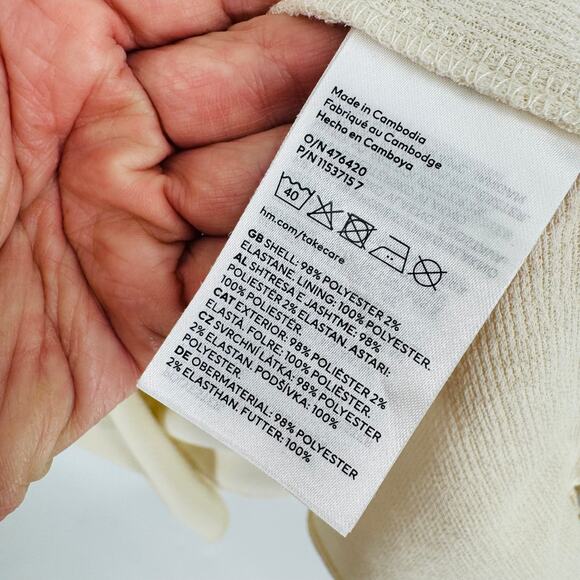 Made in Cambodia
Fabriqué au Cambodge
Hecho en Camboya
O/N 476420
P/N 1153715 7
40
hm.com/takecare
GB SHELL: 98% POLYESTER 2%
ELASTANE. LINING: 100% POLYESTER.
AL SHTRESA E JASHTME: 98%
POLIESTËR 2% ELASTAN. ASTARI:
100% POLIESTER.
CAT EXTERIOR: 98% POLIÈSTER 2%
ELASTÀ. FOLRE: 100% POLIÈSTER.
CZ SVRCHNÍ LÁTKA: 98% POLYESTER
2% ELASTAN. PODŠÍVKA: 100%
POLYESTER.
DE OBERMATERIAL: 98% POLYESTER
2% ELASTHAN. FUTTER: 100%